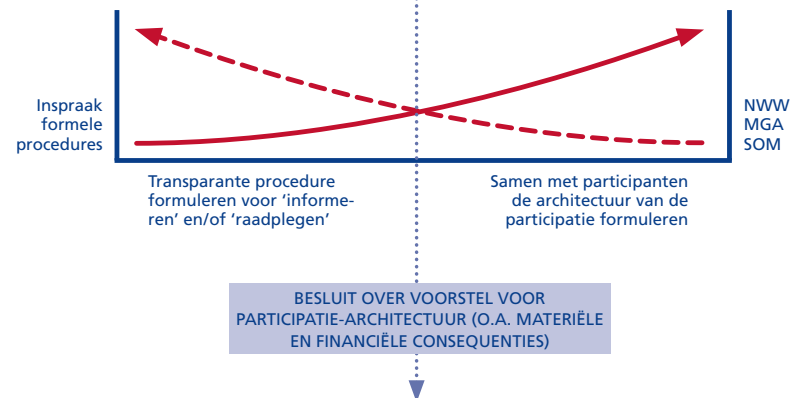 Inspraak
formele
procedures
NWW
MGA
SOM
Transparante procedure
formuleren voor ‘informe-
ren’ en/of ‘raadplegen’
Samen met participanten
de architectuur van de
participatie formuleren
BESLUIT OVER VOORSTEL VOOR
PARTICIPATIE-ARCHITECTUUR (O.A. MATERIËLE
EN FINANCIËLE CONSEQUENTIES)